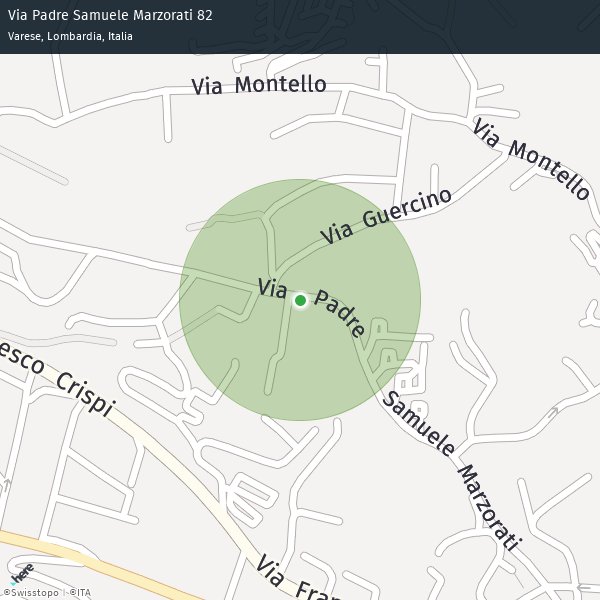 Via Padre Samuele Marzorati 82
Varese, Lombardia, Italia
Via Montello
Via Montello
Via Guercino
Via Padre Samuele Marzorati
esco Crispi
Via Fran
here
©Swisstopo | ©ITA